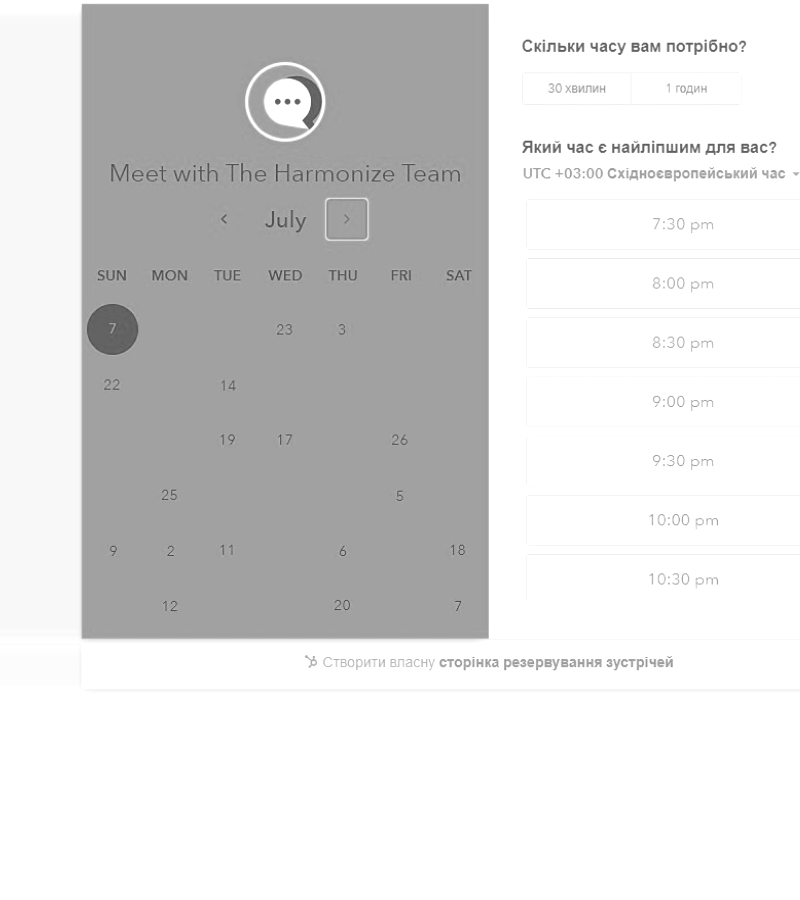 Скільки часу вам потрібно?
30 хвилин 1 годин
Meet with The Harmonize Team
July
Який час є найліпшим для вас?
UTC +03:00 Східноєвропейський час
SUN MON TUE WED THU FRI SAT
7 23 3
22 14
19 17 26
25 5
9 2 11 6 18
12 20 7
7:30 pm
8:00 pm
8:30 pm
9:00 pm
9:30 pm
10:00 pm
10:30 pm
Створити власну сторінка резервування зустрічей